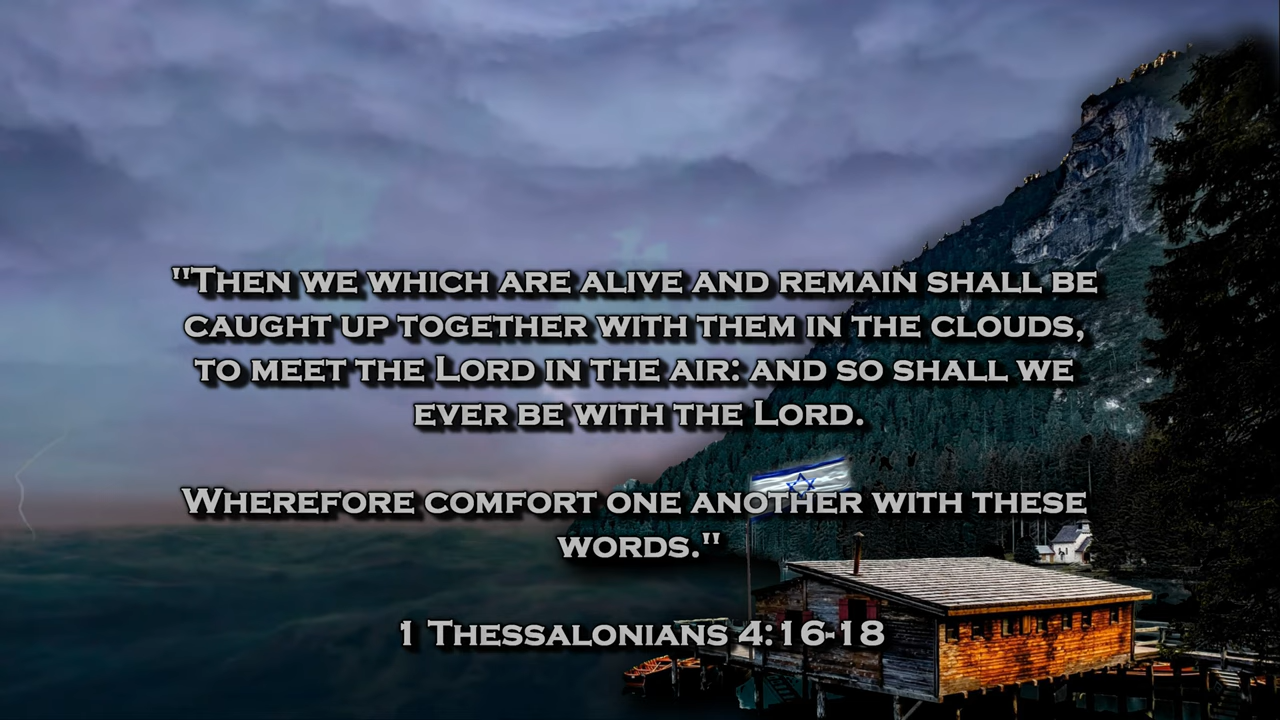 "Then we which are alive and remain shall be
caught up together with them in the clouds,
to meet the Lord in the air: and so shall we
ever be with the Lord.
Wherefore comfort one another with these
words."
1 Thessalonians 4:16-18